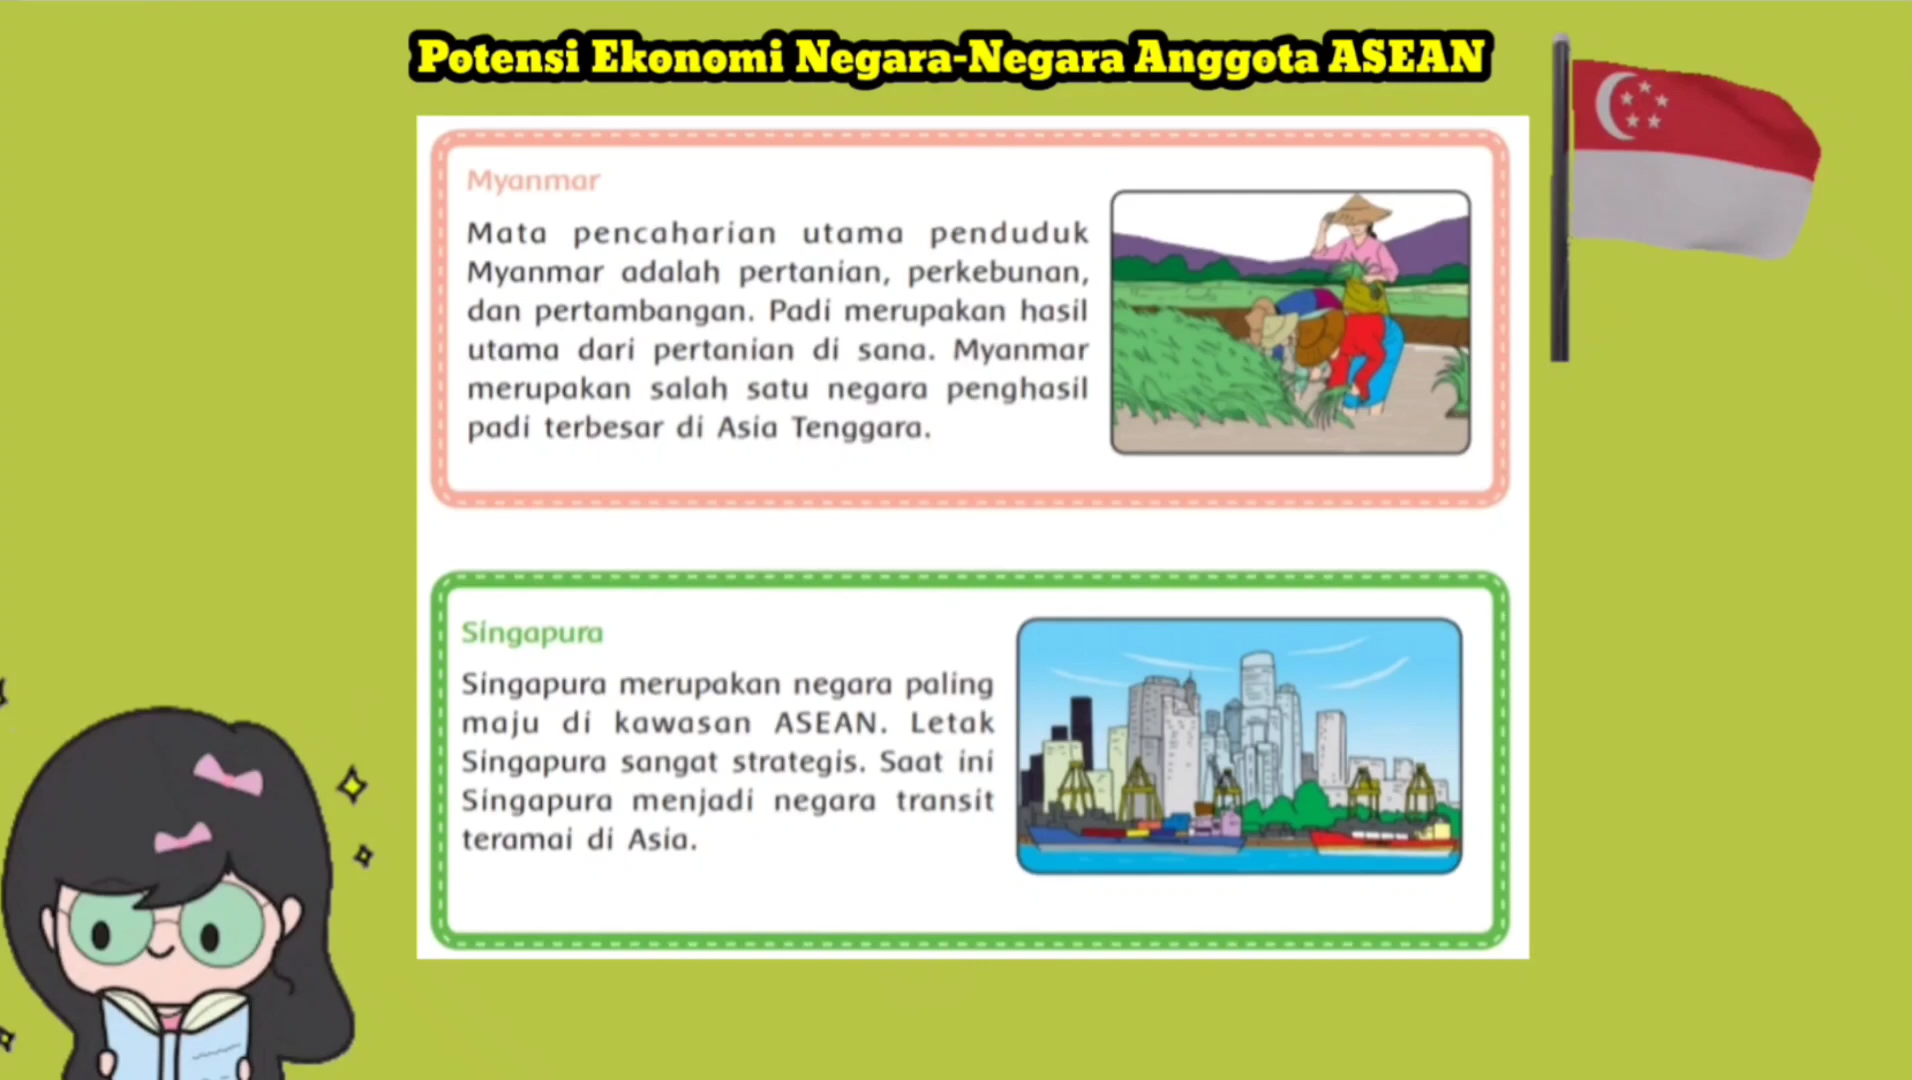 Potensi Ekonomi Negara-Negara Anggota ASEAN
Myanmar
Mata pencaharian utama penduduk
Myanmar adalah pertanian, perkebunan,
dan pertambangan. Padi merupakan hasil
utama dari pertanian di sana. Myanmar
merupakan salah satu negara penghasil
padi terbesar di Asia Tenggara.
Singapura
Singapura merupakan negara paling
maju di kawasan ASEAN. Letak
Singapura sangat strategis. Saat ini
Singapura menjadi negara transit
teramai di Asia.